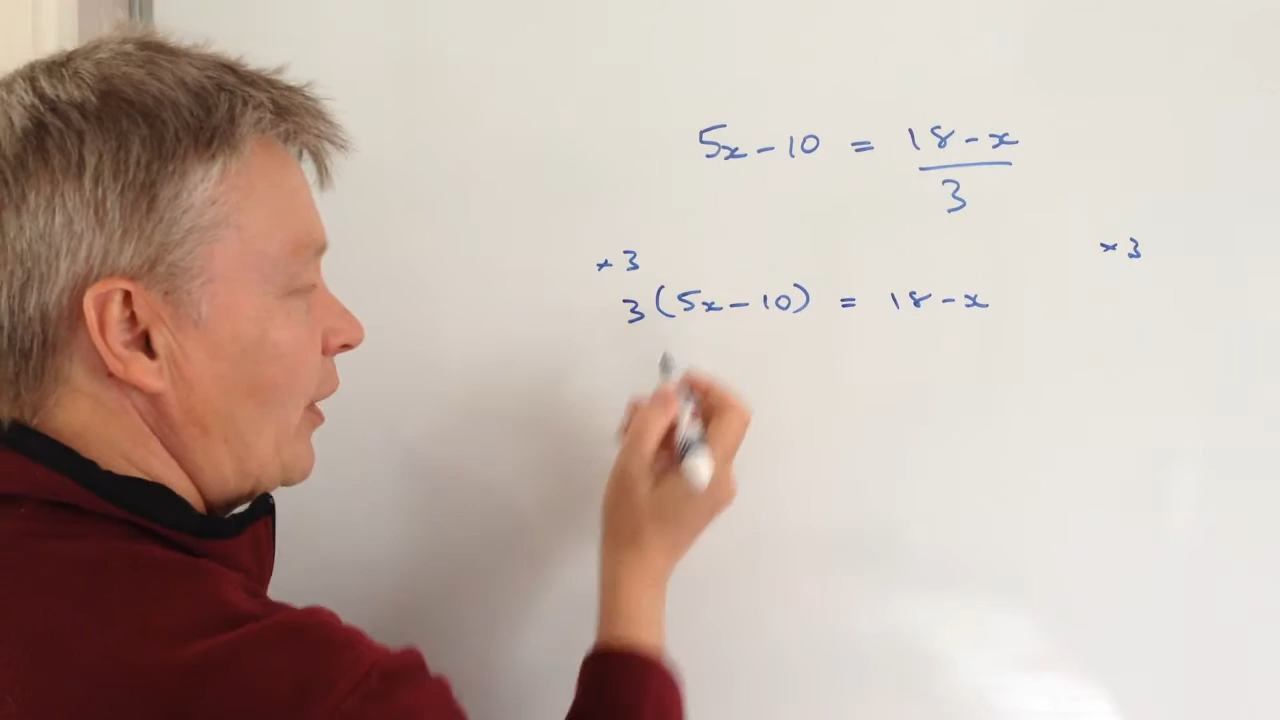 5x - 10 = 18 - x
3
×3 ×3
3(5x - 10) = 18 - x